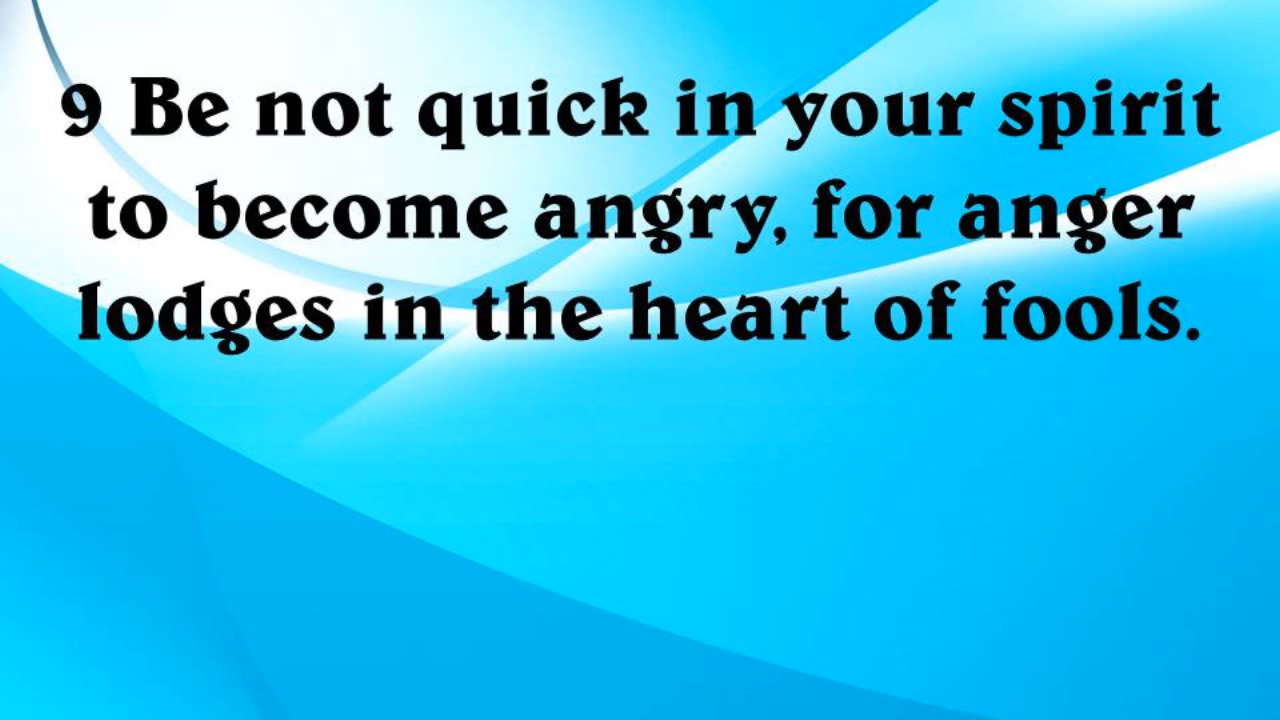 9 Be not quick in your spirit
to become angry, for anger
lodges in the heart of fools.